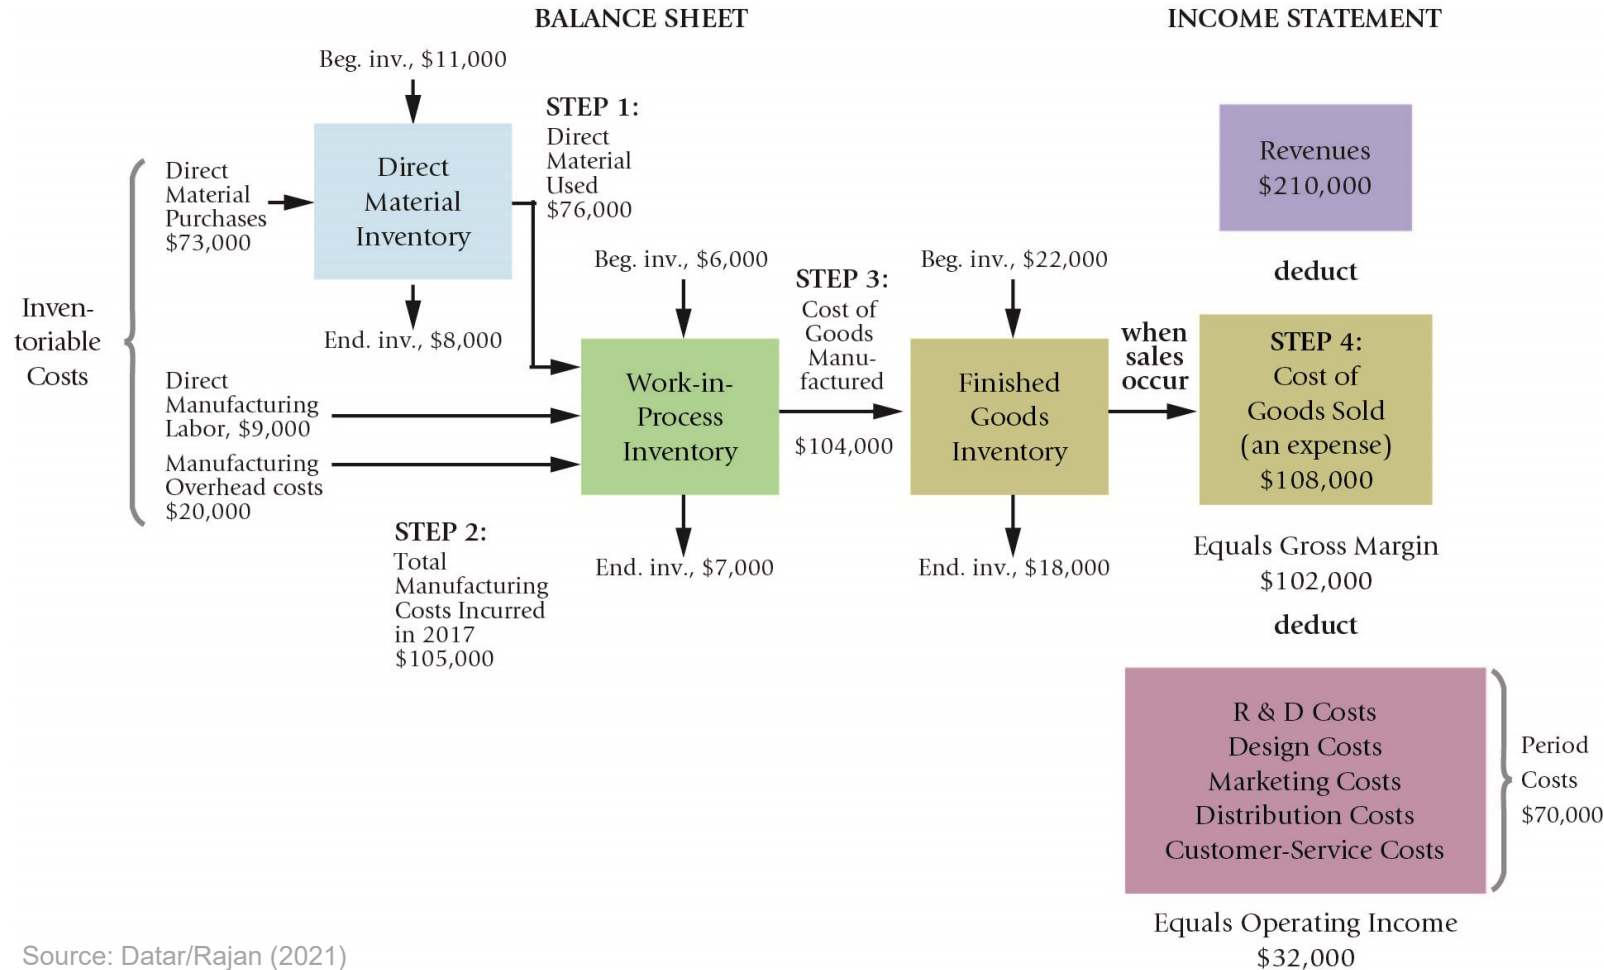 BALANCE SHEET
INCOME STATEMENT
Beg. inv., $11,000
STEP 1:
Direct
Material
Used
$76,000
Direct
Material
Purchases
$73,000
Direct
Material
Inventory
End. inv., $8,000
Inven-
toriable
Costs
Direct
Manufacturing
Labor, $9,000
Manufacturing
Overhead costs
$20,000
STEP 2:
Total
Manufacturing
Costs Incurred
in 2017
$105,000
Beg. inv., $6,000
Work-in-
Process
Inventory
End. inv., $7,000
STEP 3:
Cost of
Goods
Manu-
factured
$104,000
Beg. inv., $22,000
Finished
Goods
Inventory
End. inv., $18,000
when
sales
occur
Revenues
$210,000
deduct
STEP 4:
Cost of
Goods Sold
(an expense)
$108,000
Equals Gross Margin
$102,000
deduct
R & D Costs
Design Costs
Marketing Costs
Distribution Costs
Customer-Service Costs
Period
Costs
$70,000
Equals Operating Income
$32,000
Source: Datar/Rajan (2021)